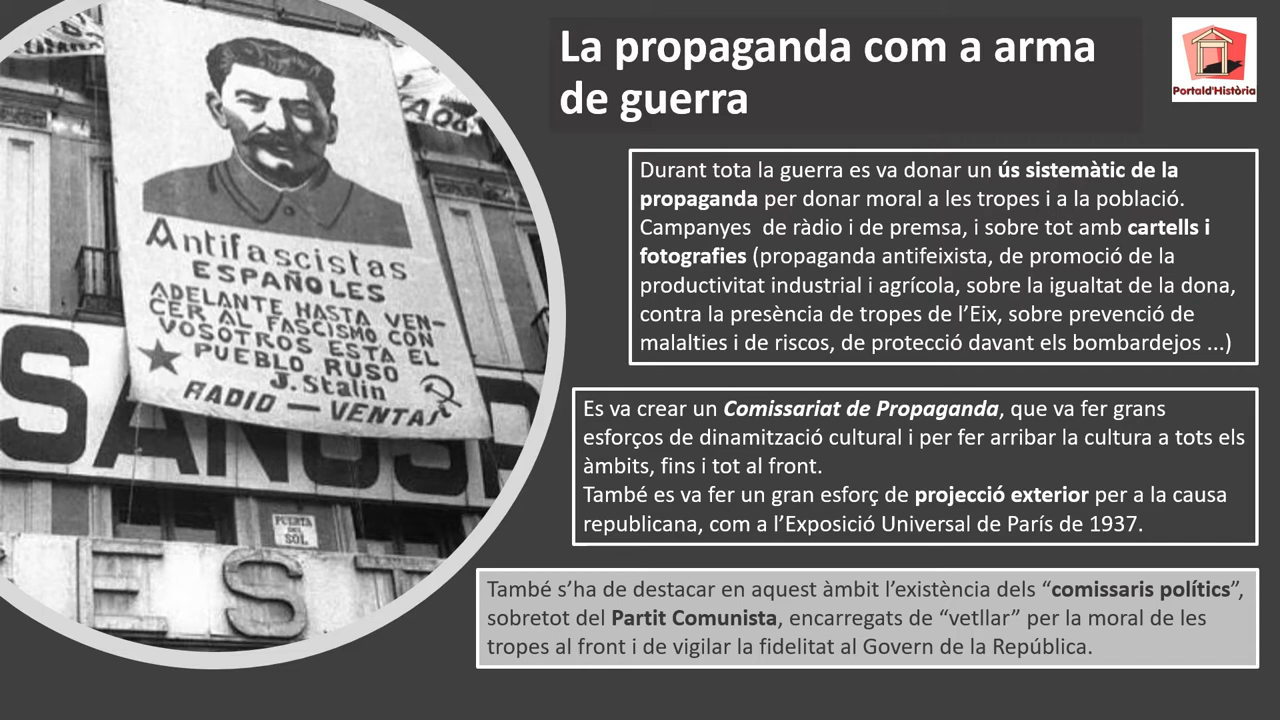 La propaganda com a arma
de guerra
Portald'Història
Durant tota la guerra es va donar un ús sistemàtic de la
propaganda per donar moral a les tropes i a la població.
Campanyes de ràdio i de premsa, i sobre tot amb cartells i
fotografies (propaganda antifeixista, de promoció de la
productivitat industrial i agrícola, sobre la igualtat de la dona,
contra la presència de tropes de l’Eix, sobre prevenció de
malalties i de riscos, de protecció davant els bombardejos ...)
Es va crear un Comissariat de Propaganda, que va fer grans
esforços de dinamització cultural i per fer arribar la cultura a tots els
àmbits, fins i tot al front.
També es va fer un gran esforç de projecció exterior per a la causa
republicana, com a l’Exposició Universal de París de 1937.
També s’ha de destacar en aquest àmbit l’existència dels “comissaris polítics”,
sobretot del Partit Comunista, encarregats de “vetllar” per la moral de les
tropes al front i de vigilar la fidelitat al Govern de la República.
Antifascistas
ESPAÑOLES
ADELANTE HASTA VEN-
CER AL FASCISMO CON
VOSOTROS ESTA EL
PUEBLO RUSO
J. Stalin
RADIO — VENTAS
PUERTA
DEL
SOL
ES